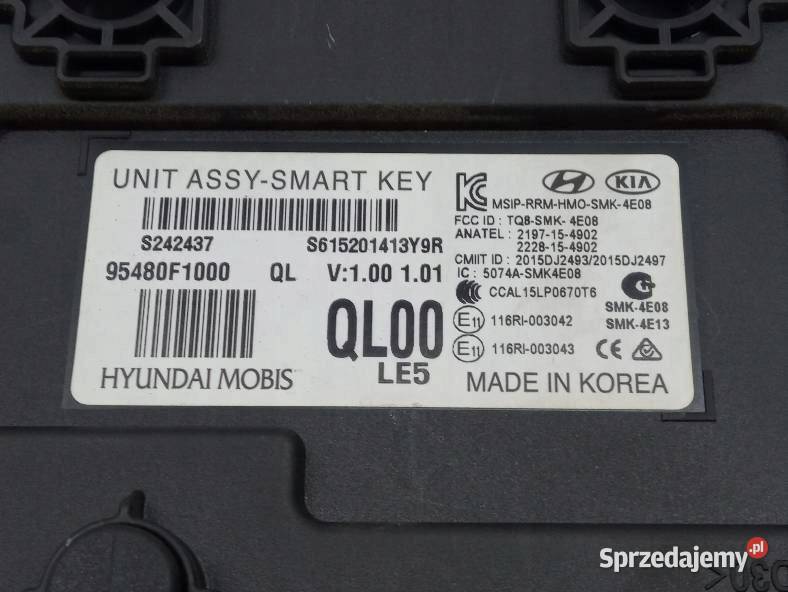 UNIT ASSY-SMART KEY
S242437 S615201413Y9R
95480F1000 QL V:1.00 1.01
QL00
LE5
HYUNDAI MOBIS
KIA
MSIP-RRM-HMO-SMK-4E08
FCC ID : TQ8-SMK- 4E08
ANATEL : 2197-15-4902
2228-15-4902
CMIIT ID : 2015DJ2493/2015DJ2497
IC : 5074A-SMK4E08
CCAL15LP0670T6
SMK-4E08
SMK-4E13
E11 116RI-003042
E11 116RI-003043
CE
MADE IN KOREA
Sprzedajemy.pl